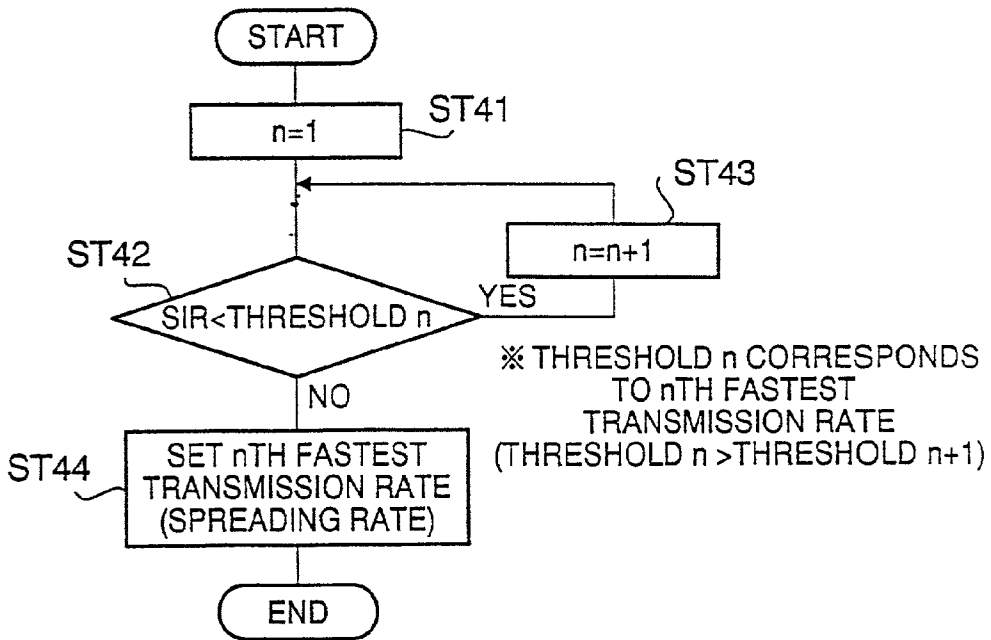 START
n=1
ST41
ST43
n=n+1
ST42
SIR<THRESHOLD n
YES
※ THRESHOLD n CORRESPONDS
TO nTH FASTEST
TRANSMISSION RATE
(THRESHOLD n >THRESHOLD n+1)
NO
ST44
SET nTH FASTEST
TRANSMISSION RATE
(SPREADING RATE)
END